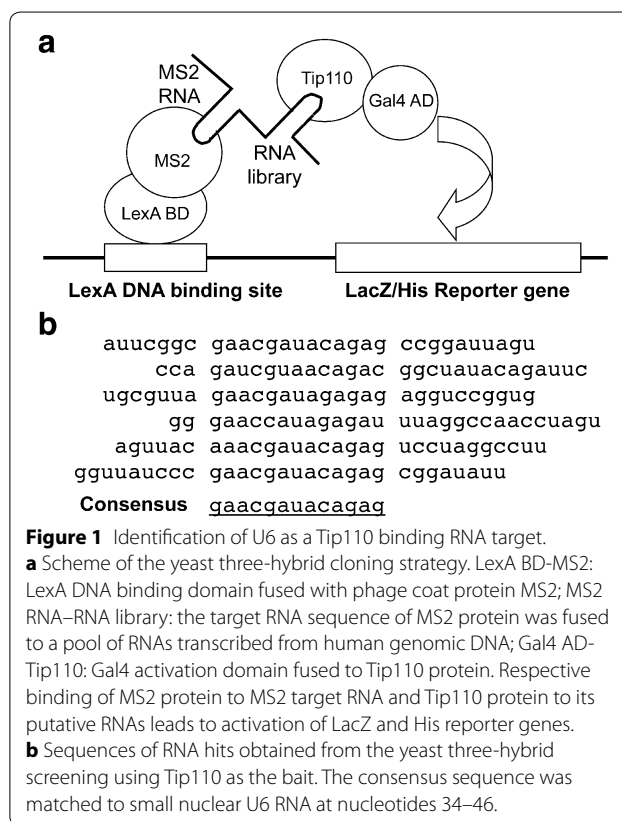 a
MS2
RNA
Tip110
Gal4 AD
MS2
RNA
library
LexA BD
LexA DNA binding site
LacZ/His Reporter gene
b
auucggc gaacgauacagag ccggauuagu
cca gaucguaacagac ggcuauacagauuc
ugcguua gaacgauagagag agguccggug
gg gaaccauagagau uuaggccaaccuagu
aguuac aaacgauacagag uccuaggccuu
gguuauccc gaacgauacagag cggauauu
Consensus gaacgauacagag
Figure 1 Identification of U6 as a Tip110 binding RNA target.
a Scheme of the yeast three-hybrid cloning strategy. LexA BD-MS2:
LexA DNA binding domain fused with phage coat protein MS2; MS2
RNA–RNA library: the target RNA sequence of MS2 protein was fused
to a pool of RNAs transcribed from human genomic DNA; Gal4 AD-
Tip110: Gal4 activation domain fused to Tip110 protein. Respective
binding of MS2 protein to MS2 target RNA and Tip110 protein to its
putative RNAs leads to activation of LacZ and His reporter genes.
b Sequences of RNA hits obtained from the yeast three-hybrid
screening using Tip110 as the bait. The consensus sequence was
matched to small nuclear U6 RNA at nucleotides 34–46.